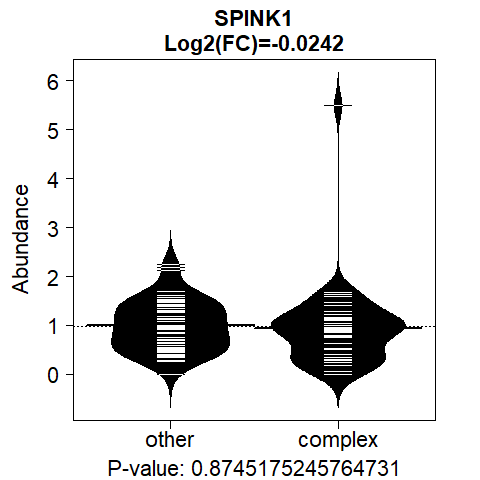 SPINK1
Log2(FC)=-0.0242
Abundance
6
5
4
3
2
1
0
other complex
P-value: 0.8745175245764731